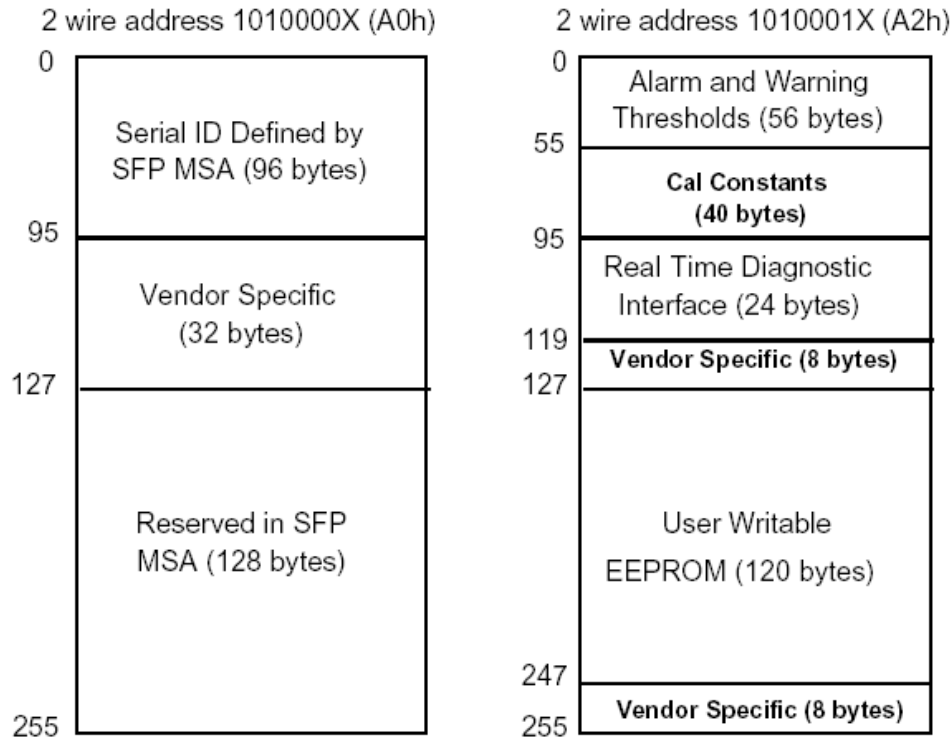 2 wire address 1010000X (A0h)
0
Serial ID Defined by
SFP MSA (96 bytes)
95
Vendor Specific
(32 bytes)
127
Reserved in SFP
MSA (128 bytes)
255
2 wire address 1010001X (A2h)
0
Alarm and Warning
Thresholds (56 bytes)
55
Cal Constants
(40 bytes)
95
Real Time Diagnostic
Interface (24 bytes)
119
Vendor Specific (8 bytes)
127
User Writable
EEPROM (120 bytes)
247
Vendor Specific (8 bytes)
255